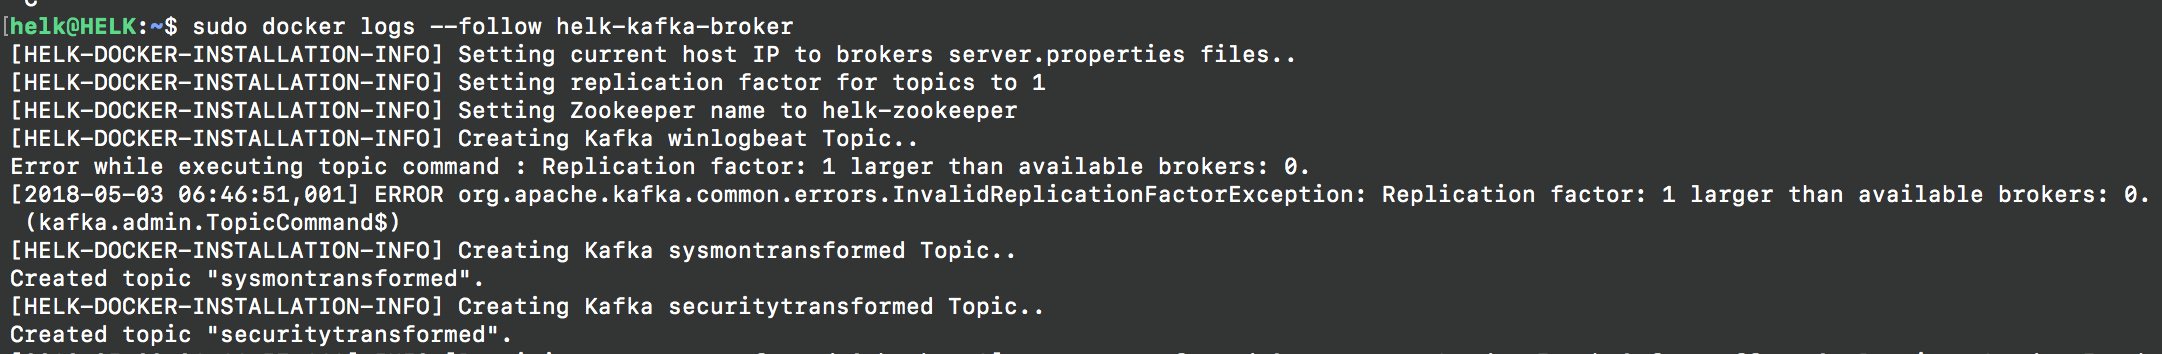 [helk@HELK:~$ sudo docker logs --follow helk-kafka-broker
[HELK-DOCKER-INSTALLATION-INFO] Setting current host IP to brokers server.properties files..
[HELK-DOCKER-INSTALLATION-INFO] Setting replication factor for topics to 1
[HELK-DOCKER-INSTALLATION-INFO] Setting Zookeeper name to helk-zookeeper
[HELK-DOCKER-INSTALLATION-INFO] Creating Kafka winlogbeat Topic..
Error while executing topic command : Replication factor: 1 larger than available brokers: 0.
[2018-05-03 06:46:51,001] ERROR org.apache.kafka.common.errors.InvalidReplicationFactorException: Replication factor: 1 larger than available brokers: 0.
(kafka.admin.TopicCommand$)
[HELK-DOCKER-INSTALLATION-INFO] Creating Kafka sysmontransformed Topic..
Created topic "sysmontransformed".
[HELK-DOCKER-INSTALLATION-INFO] Creating Kafka securitytransformed Topic..
Created topic "securitytransformed".